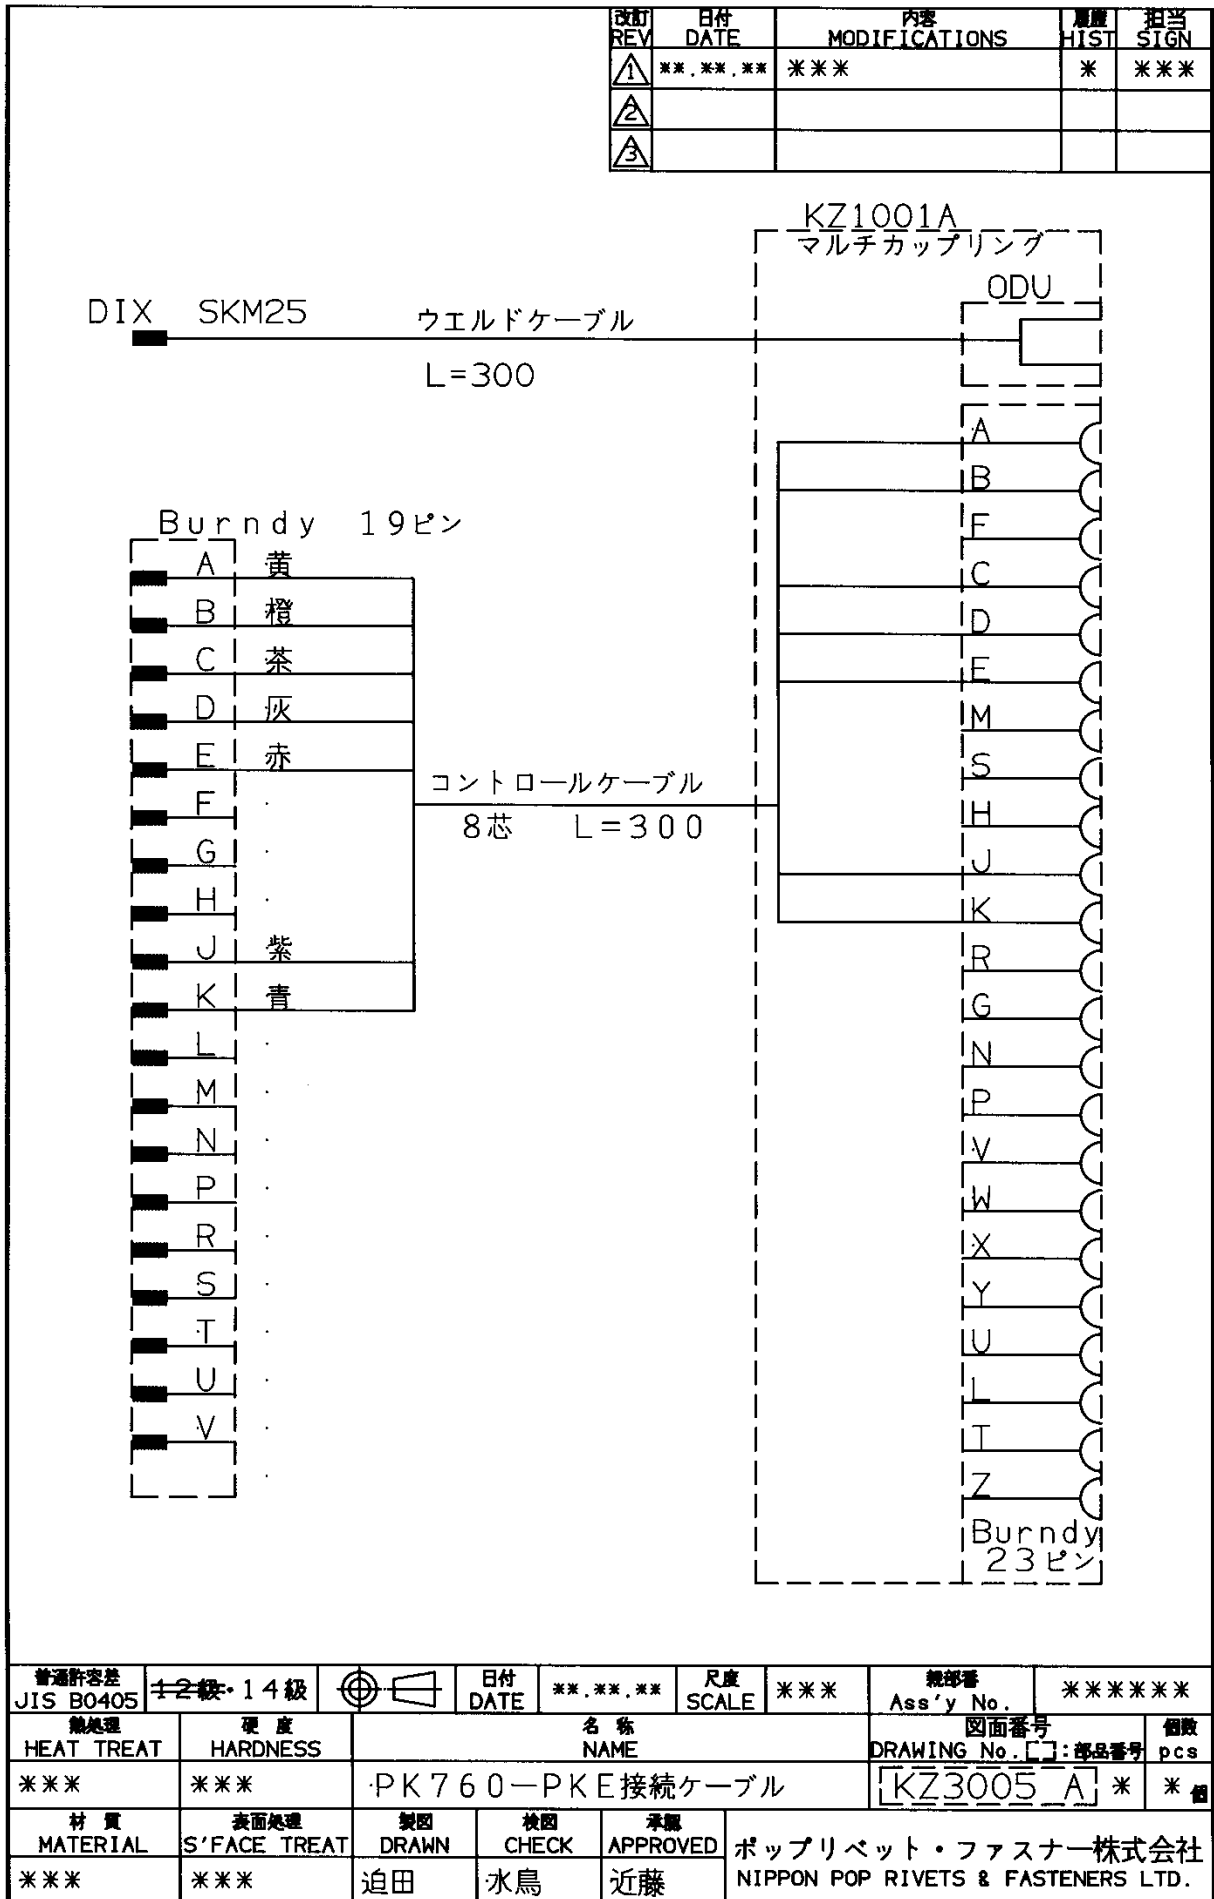 改訂 日付 内容 履歴 担当
REV DATE MODIFICATIONS HIST SIGN
1 **.**.** *** * ***
2
3
KZ1001A
マルチカップリング
ODU
DIX SKM25 ウエルドケーブル
L=300
A
B
F
C
D
E
M
S
H
J
K
R
G
N
P
V
W
X
Y
U
L
T
Z
Burndy
23ピン
Burndy 19ピン
A 黄
B 橙
C 茶
D 灰
E 赤
F
G
H
J 紫
K 青
L
M
N
P
R
S
T
U
V
コントロールケーブル
8芯 L=300
普通許容差 12級・14級 日付 **.**.** 尺度 *** 親部番 ******
JIS B0405 DATE SCALE Ass'y No.
熱処理 硬度 名称 図面番号 個数
HEAT TREAT HARDNESS NAME DRAWING No. :部品番号 pcs
*** *** PK760-PKE接続ケーブル KZ3005 A * *個
材質 表面処理 製図 検図 承認
MATERIAL S'FACE TREAT DRAWN CHECK APPROVED
*** *** 迫田 水鳥 近藤
ポップリベット・ファスナー株式会社
NIPPON POP RIVETS & FASTENERS LTD.